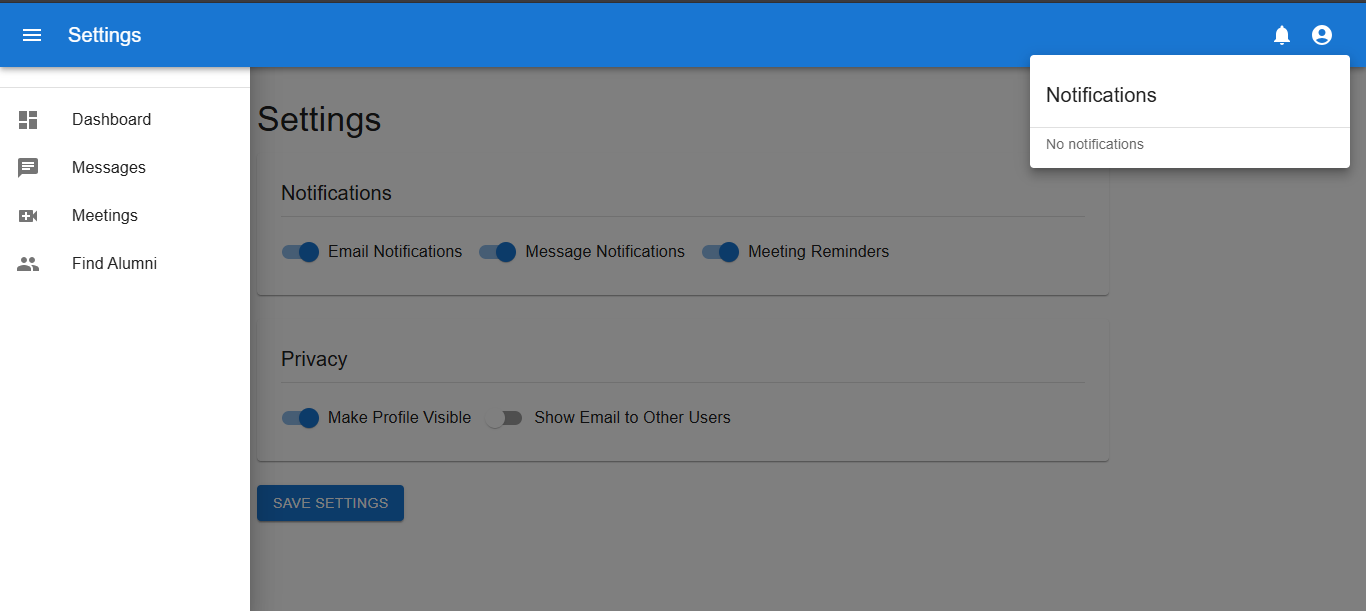 Settings
Notifications
No notifications
Dashboard
Messages
Meetings
Find Alumni
Settings
Notifications
Email Notifications Message Notifications Meeting Reminders
Privacy
Make Profile Visible Show Email to Other Users
SAVE SETTINGS